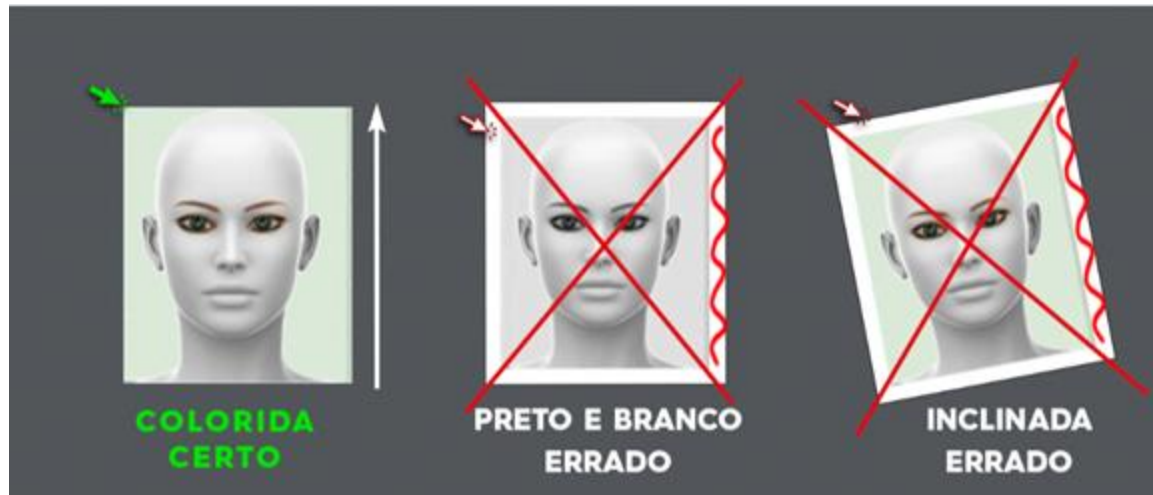 COLORIDA
CERTO
PRETO E BRANCO
ERRADO
INCLINADA
ERRADO